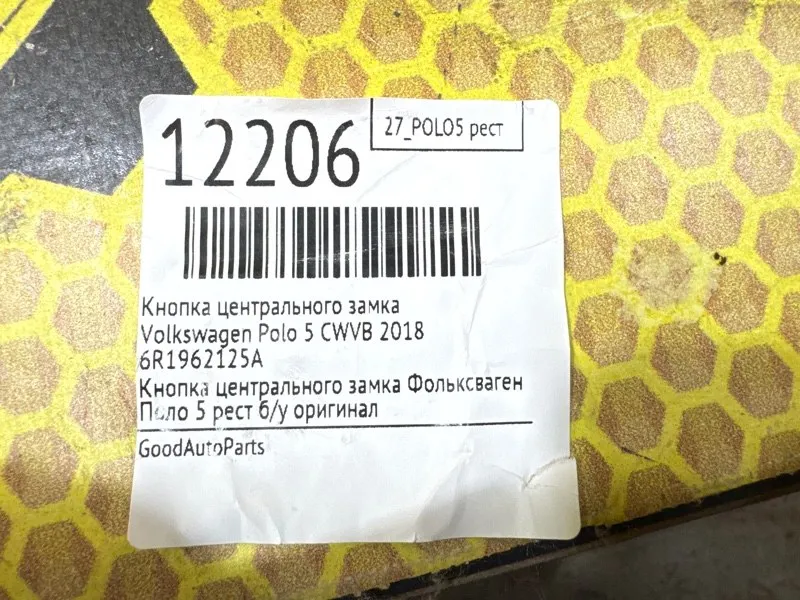 12206
27_POLO5 рест
Кнопка центрального замка
Volkswagen Polo 5 CWVB 2018
6R1962125A
Кнопка центрального замка Фольксваген
Поло 5 рест б/у оригинал
GoodAutoParts